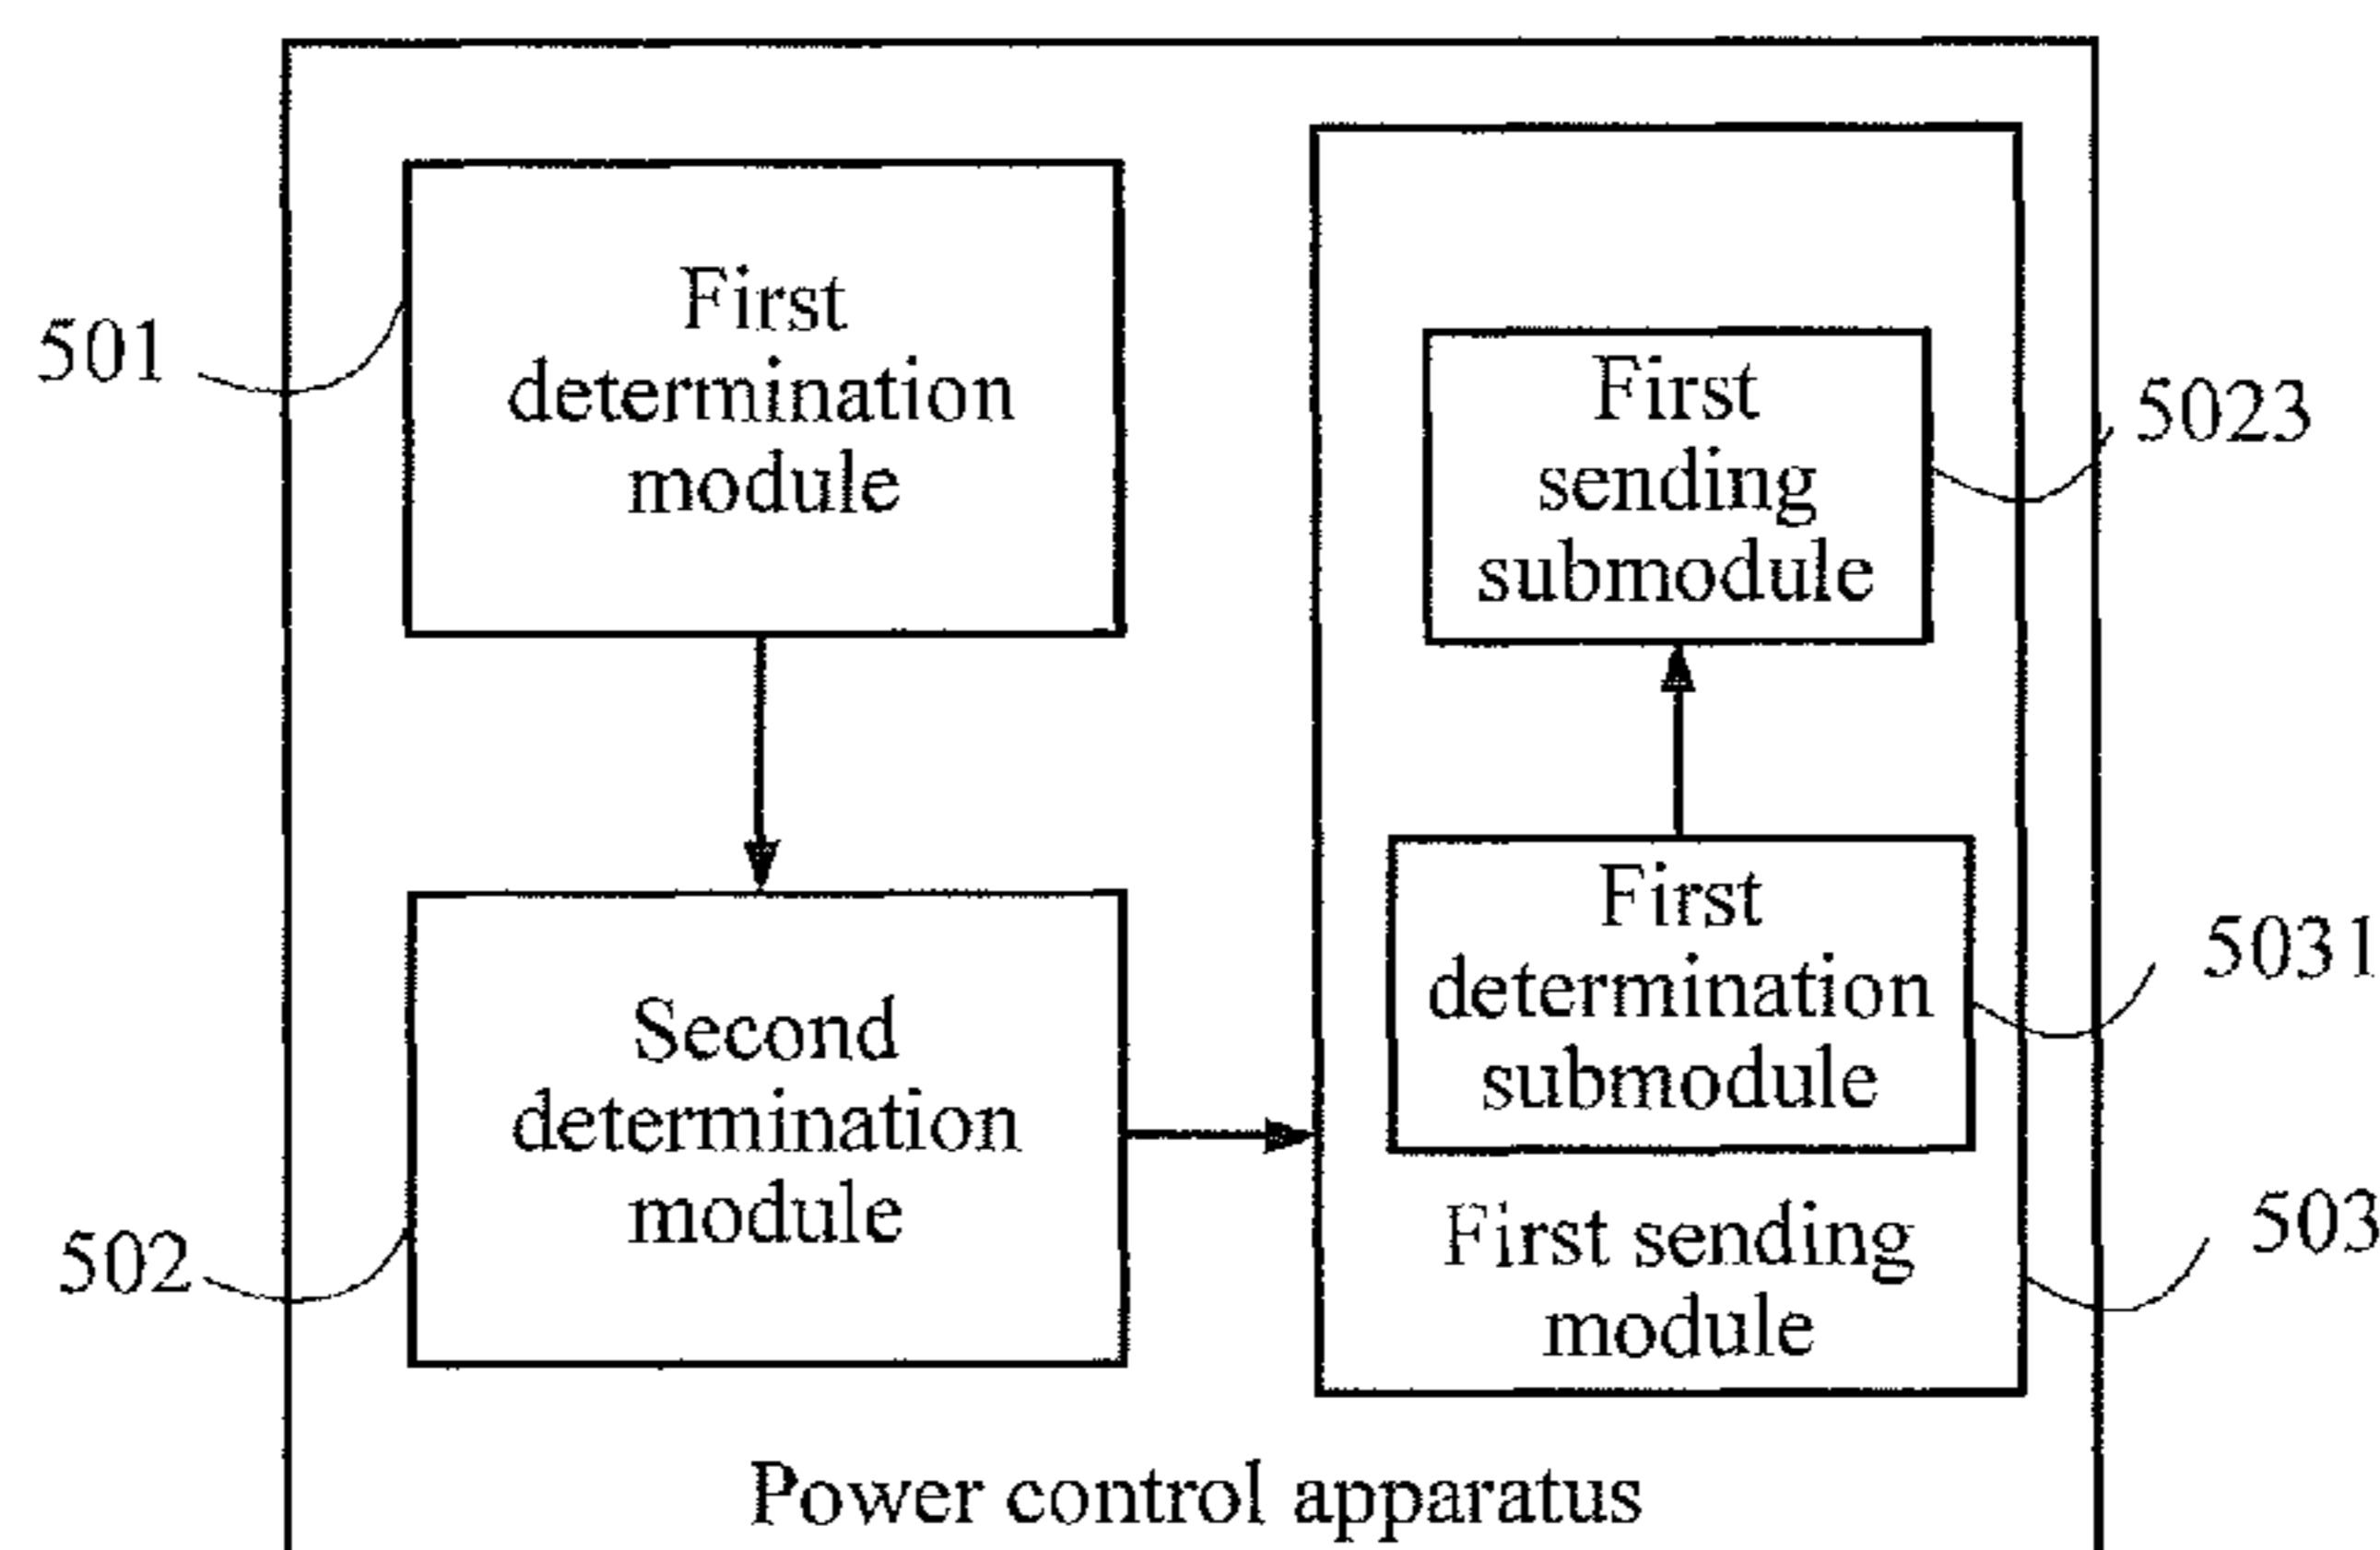 501
First
determination
module
502
Second
determination
module
First
sending
submodule
5023
First
determination
submodule
5031
First sending
module
503
Power control apparatus